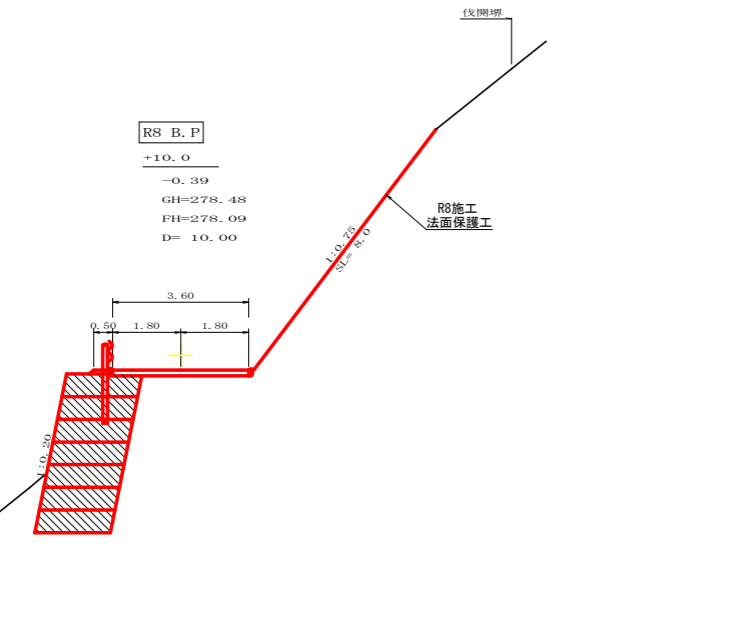 伐開堺
R8 B.P
+10.0
-0.39
GH=278.48
FH=278.09
D= 10.00
R8施工
法面保護工
1:0.75
SL= 8.0
3.60
0.50 1.80 1.80
1:0.20